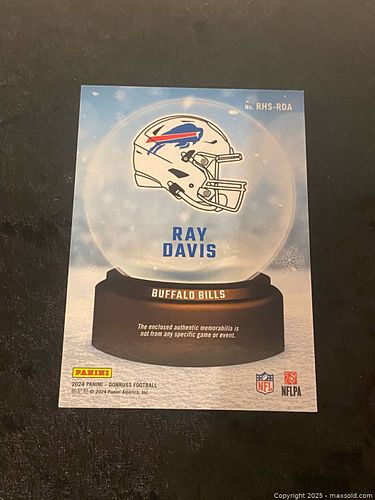 No. RHS-RDA
RAY
DAVIS
BUFFALO BILLS
The enclosed authentic memorabilia is
not from any specific game or event.
PANINI
2024 PANINI - DONRUSS FOOTBALL
© 2024 Panini America, Inc.
NFL
NFLPA
Copyright 2025 - maxsold.com